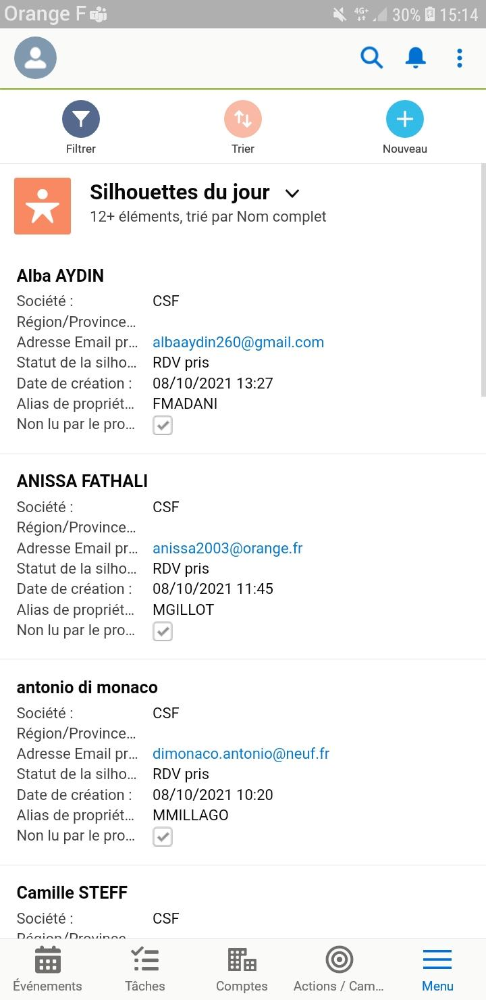 Orange F 4G+ 30% 15:14
Filtrer Trier Nouveau
Silhouettes du jour
12+ éléments, trié par Nom complet
Alba AYDIN
Société : CSF
Région/Province...
Adresse Email pr... albaaydin260@gmail.com
Statut de la silho... RDV pris
Date de création : 08/10/2021 13:27
Alias de propriét... FMADANI
Non lu par le pro...
ANISSA FATHALI
Société : CSF
Région/Province...
Adresse Email pr... anissa2003@orange.fr
Statut de la silho... RDV pris
Date de création : 08/10/2021 11:45
Alias de propriét... MGILLOT
Non lu par le pro...
antonio di monaco
Société : CSF
Région/Province...
Adresse Email pr... dimonaco.antonio@neuf.fr
Statut de la silho... RDV pris
Date de création : 08/10/2021 10:20
Alias de propriét... MMILLAGO
Non lu par le pro...
Camille STEFF
Société : CSF
Région/Province...
Événements Tâches Comptes Actions / Cam... Menu